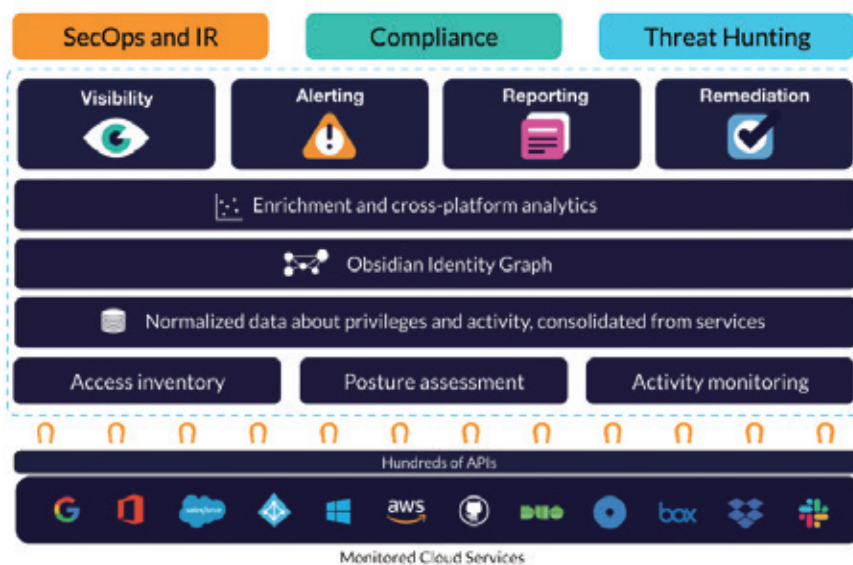 SecOps and IR
Compliance
Threat Hunting
Visibility
Alerting
Reporting
Remediation
Enrichment and cross-platform analytics
Obsidian Identity Graph
Normalized data about privileges and activity, consolidated from services
Access inventory
Posture assessment
Activity monitoring
Hundreds of APIs
salesforce
aws
DUO
box
Monitored Cloud Services